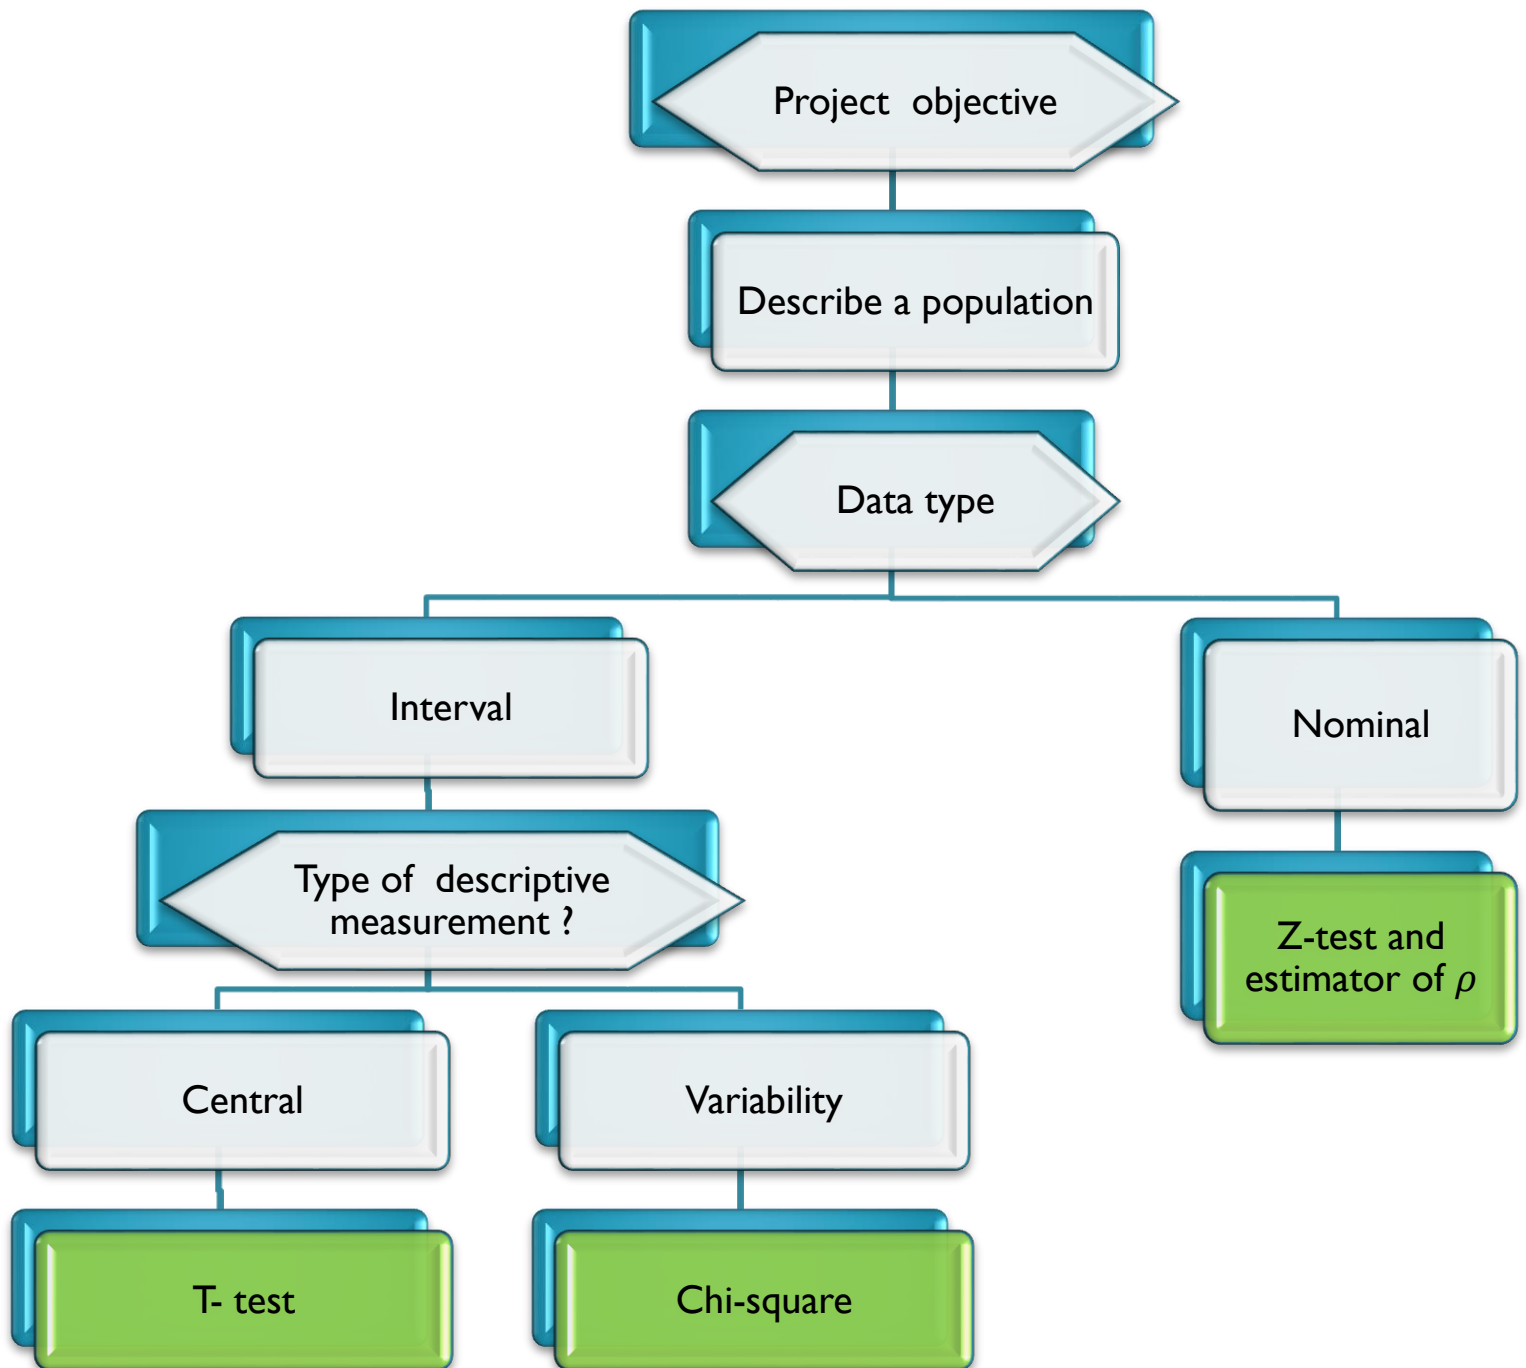 Project objective
Describe a population
Data type
Interval
Nominal
Type of descriptive
measurement ?
Z-test and
estimator of ρ
Central
Variability
T- test
Chi-square